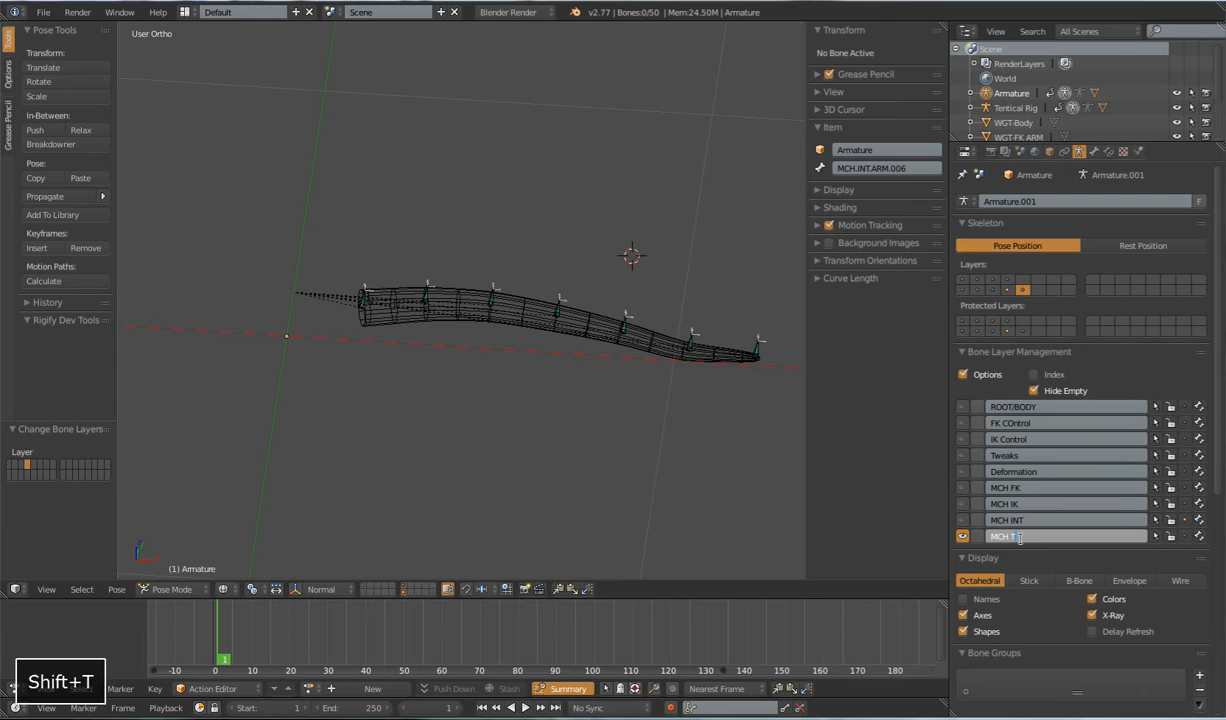 File Render Window Help Default Scene Blender Render v2.77 | Bones:0/50 | Mem:24.50M | Armature
Tools
Options
Grease Pencil
Pose Tools
Transform:
Translate
Rotate
Scale
In-Between:
Push Relax
Breakdowner
Pose:
Copy Paste
Propagate
Add To Library
Keyframes:
Insert Remove
Motion Paths:
Calculate
History
Rigify Dev Tools
Change Bone Layers
Layer
User Ortho
(1) Armature
Transform
No Bone Active
Grease Pencil
View
3D Cursor
Item
Armature
MCH.INT.ARM.006
Display
Shading
Motion Tracking
Background Images
Transform Orientations
Curve Length
View Search All Scenes
Scene
RenderLayers
World
Armature
Tentical Rig
WGT-Body
WGT-FK ARM
Armature Armature.001
Armature.001 F
Skeleton
Pose Position Rest Position
Layers:
Protected Layers:
Bone Layer Management
Options Index
Hide Empty
ROOT/BODY
FK COntrol
IK Control
Tweaks
Deformation
MCH FK
MCH IK
MCH INT
MCH T
Display
Octahedral Stick B-Bone Envelope Wire
Names Colors
Axes X-Ray
Shapes Delay Refresh
Bone Groups
View Select Add Pose Pose Mode Normal
1
-10 0 10 20 30 40 50 60 70 80 90 100 110 120 130 140 150 160 170 180
Shift+T
Marker Key Action Editor New Push Down Stash Summary Nearest Frame
Marker Frame Playback Start: 1 End: 250 1 No Sync